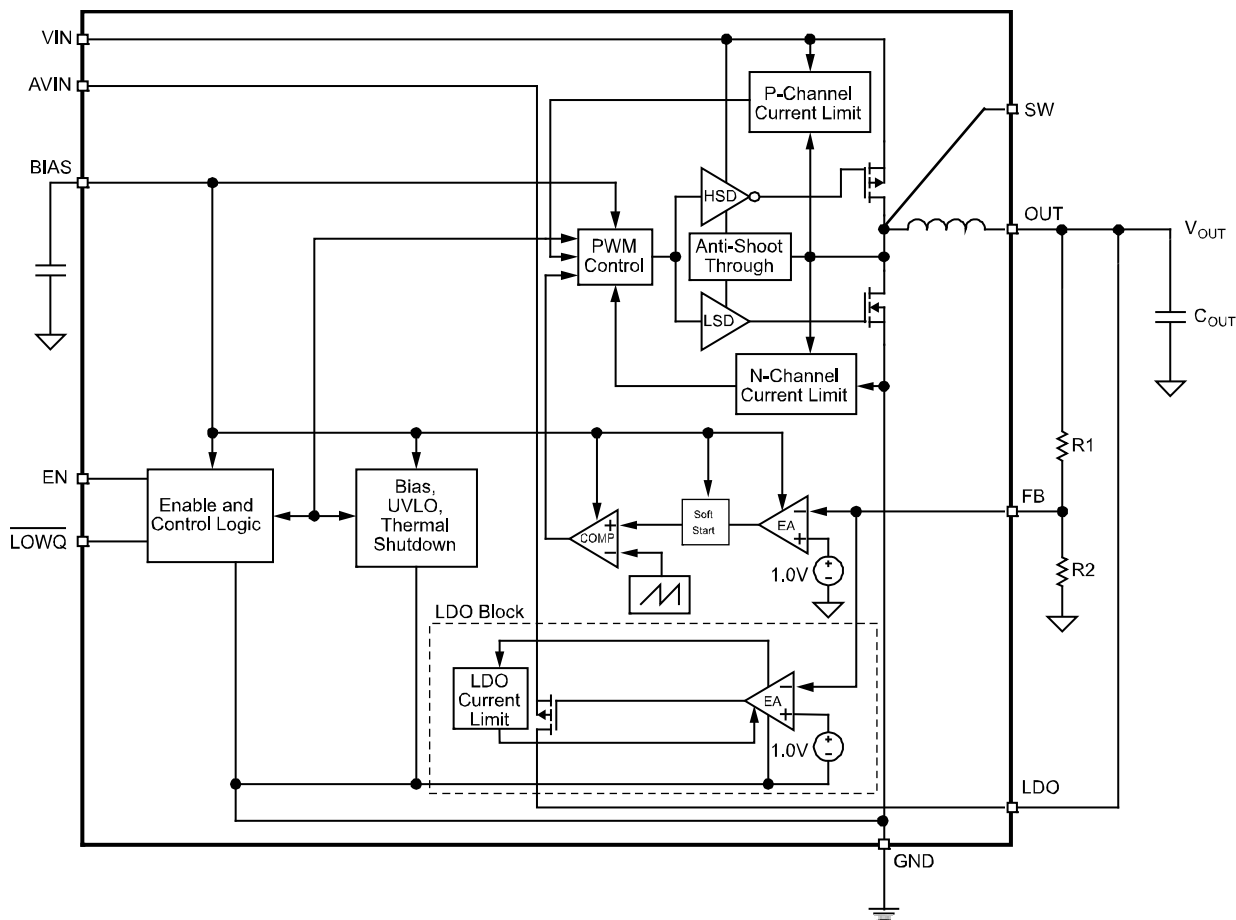 VIN
AVIN
P-Channel
Current Limit
SW
BIAS
HSD
OUT
VOUT
PWM
Control
Anti-Shoot
Through
LSD
COUT
N-Channel
Current Limit
R1
EN
Enable and
Control Logic
LOWQ
Bias,
UVLO,
Thermal
Shutdown
+
COMP
−
Soft
Start
−
EA
+
1.0V
+
−
FB
R2
LDO Block
LDO
Current
Limit
−
EA
+
1.0V
+
−
LDO
GND